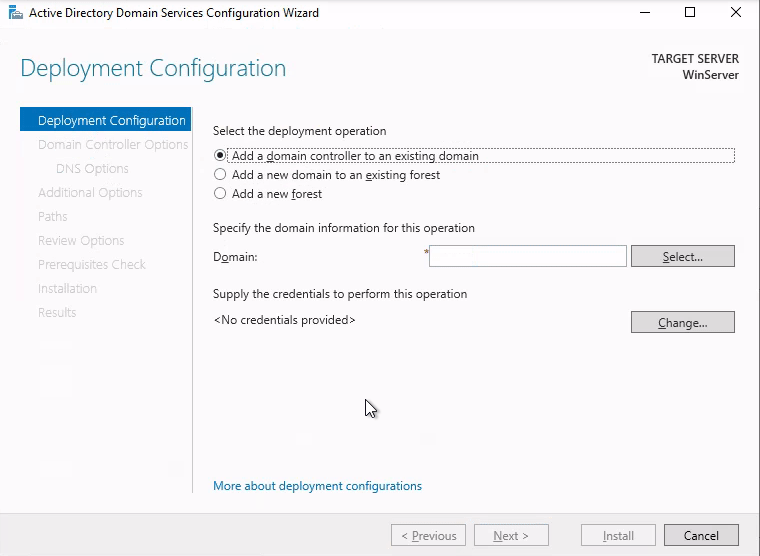 Active Directory Domain Services Configuration Wizard
Deployment Configuration
TARGET SERVER
WinServer
Deployment Configuration
Domain Controller Options
DNS Options
Additional Options
Paths
Review Options
Prerequisites Check
Installation
Results
Select the deployment operation
Add a domain controller to an existing domain
Add a new domain to an existing forest
Add a new forest
Specify the domain information for this operation
Domain: * Select...
Supply the credentials to perform this operation
<No credentials provided> Change...
More about deployment configurations
< Previous Next > Install Cancel